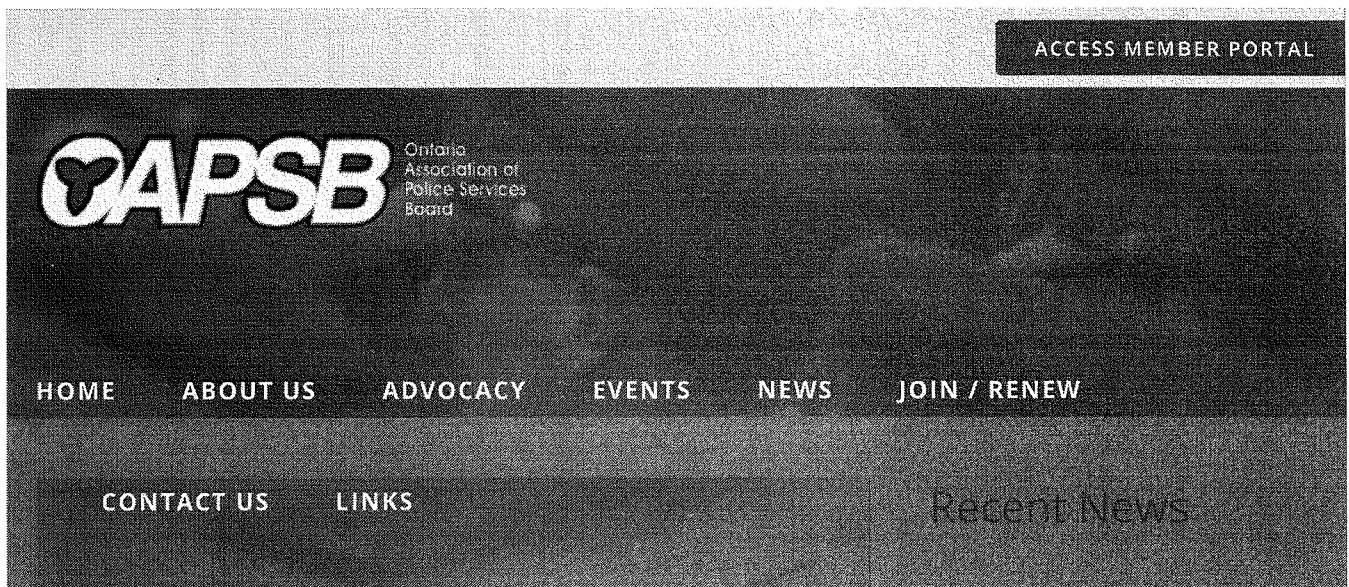 ACCESS MEMBER PORTAL
OAPSB
Ontario
Association of
Police Services
Board
HOME ABOUT US ADVOCACY EVENTS NEWS JOIN / RENEW
CONTACT US LINKS
Recent News